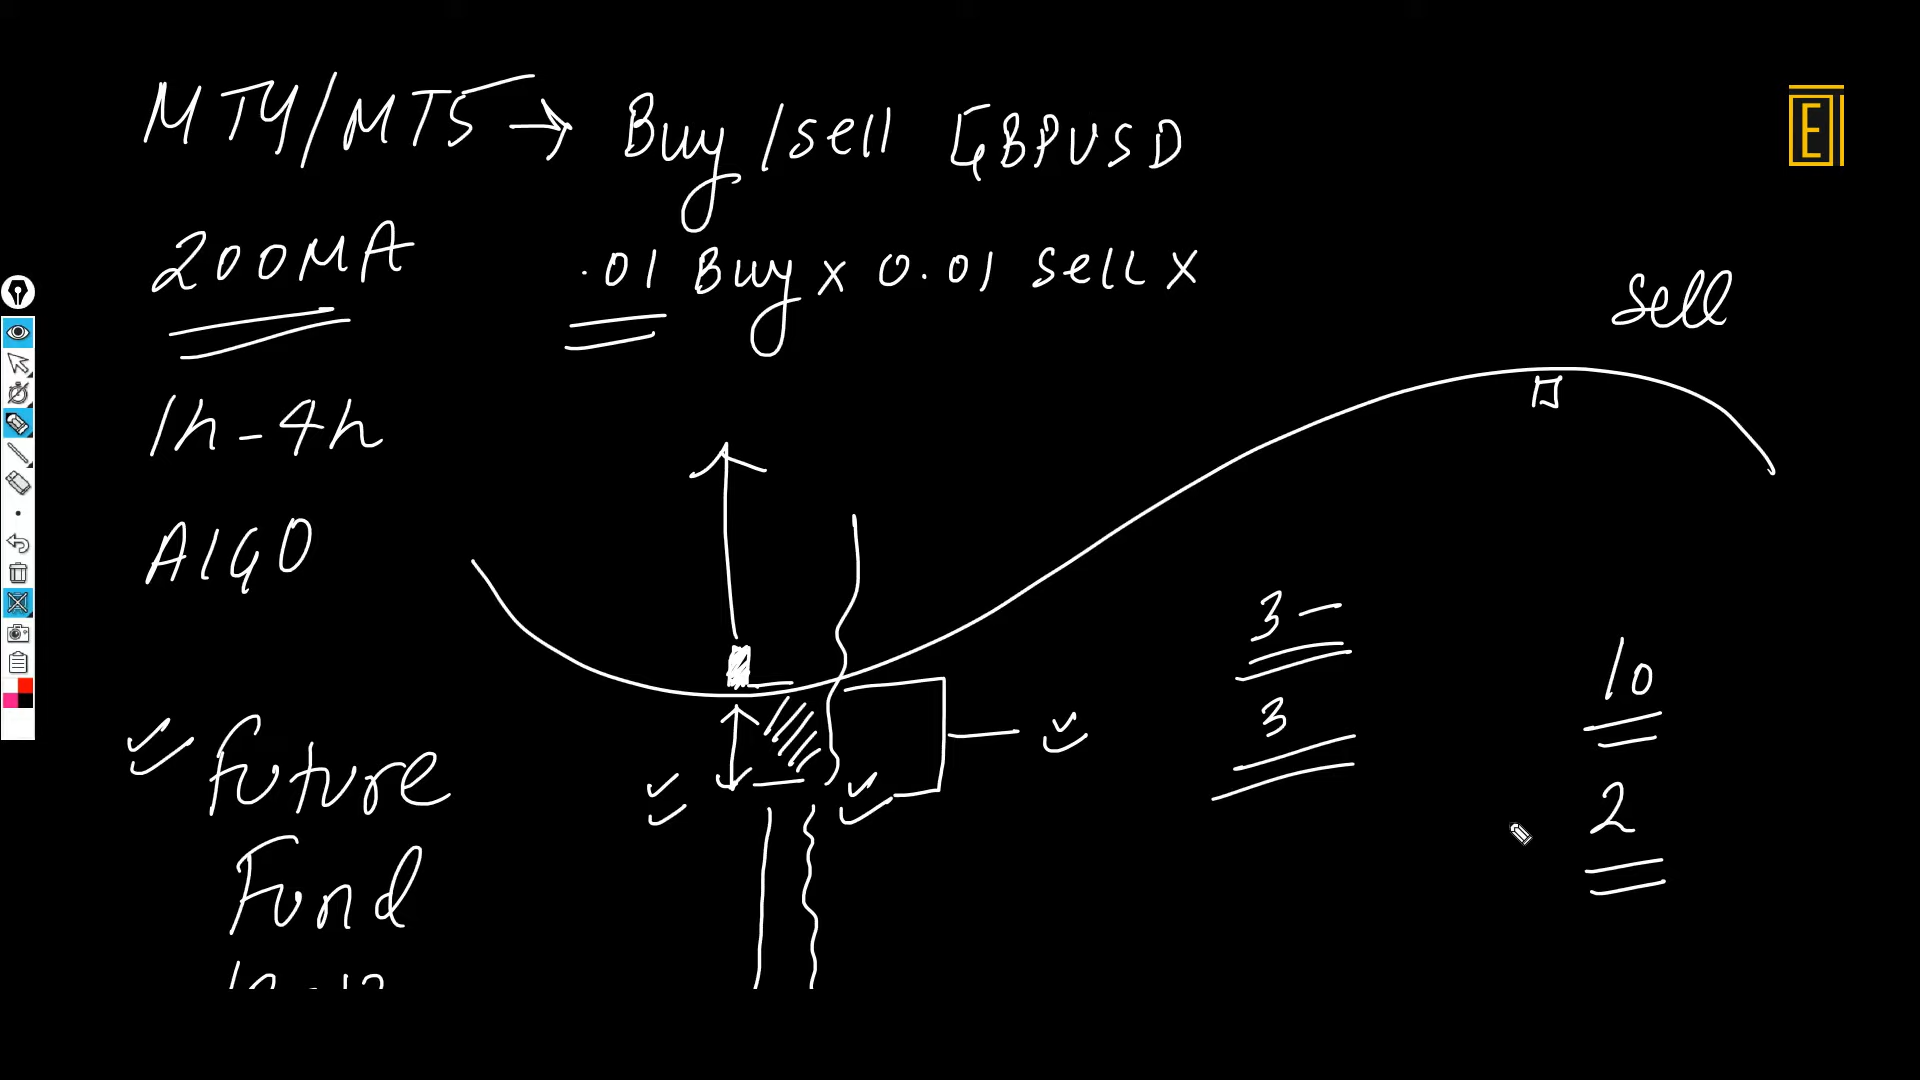 MT4/MT5 → Buy/sell GBPUSD
200MA
.01 Buy x 0.01 sell x
sell
1h-4h
AlGO
3 -
3
10
2
Future
Fund
E